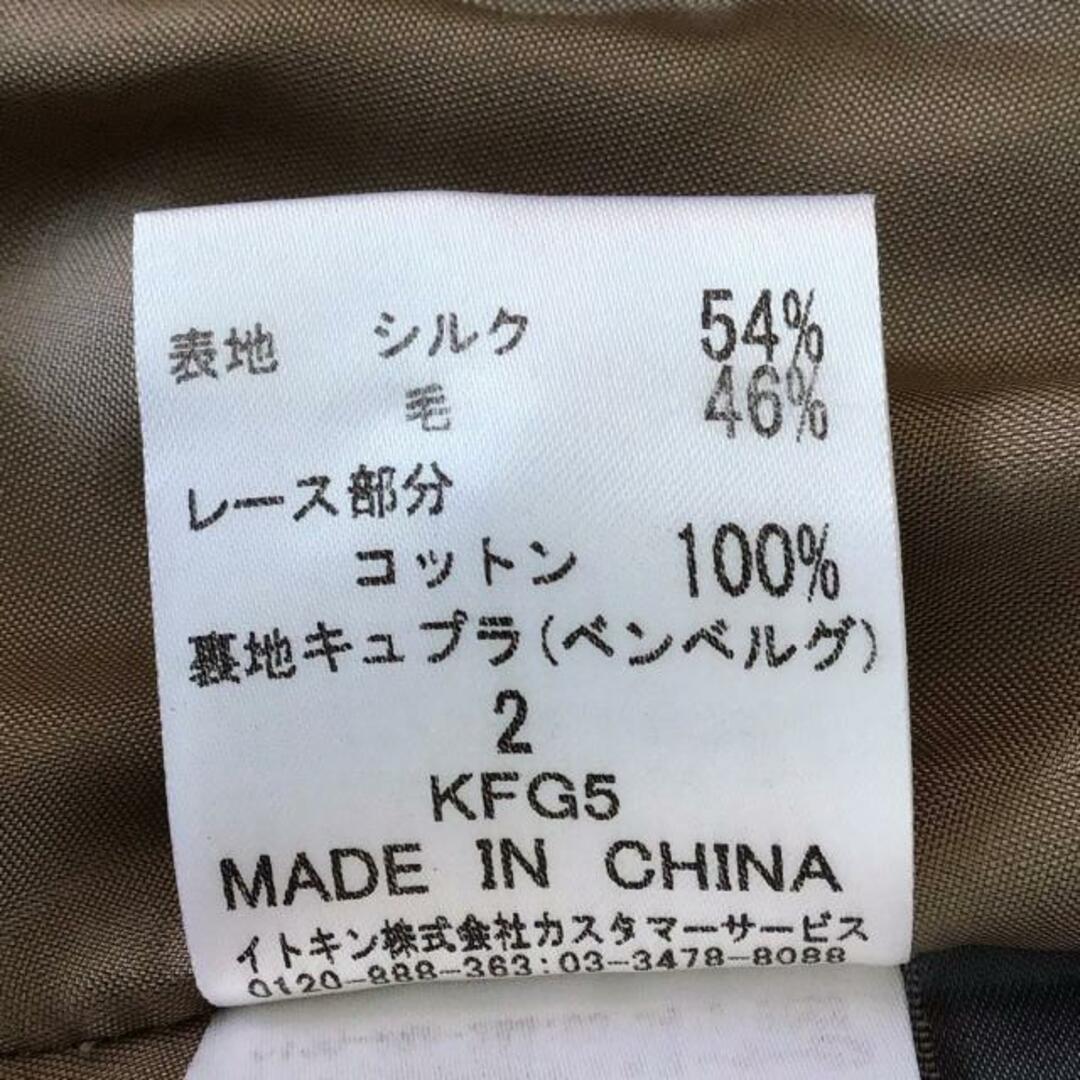 表地 シルク 54%
毛 46%
レース部分
コットン 100%
裏地キュプラ(ベンベルグ)
2
KFG5
MADE IN CHINA
イトキン株式会社カスタマーサービス
0120-888-363:03-3478-8088